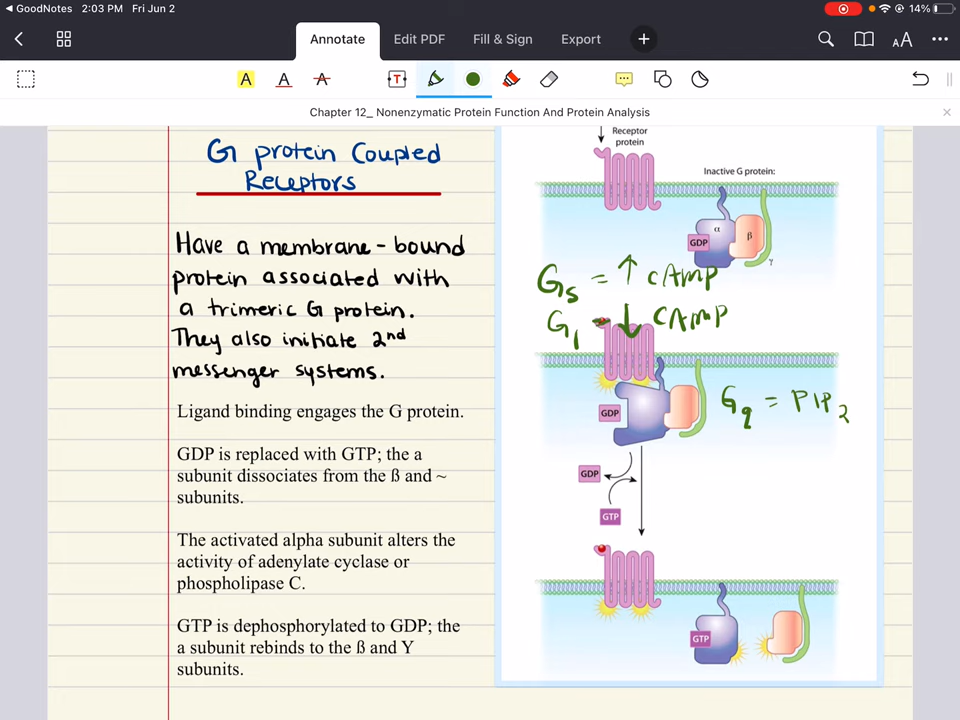 GoodNotes 2:03 PM Fri Jun 2 14%
Annotate Edit PDF Fill & Sign Export
Chapter 12_ Nonenzymatic Protein Function And Protein Analysis
G protein Coupled
Receptors
Have a membrane-bound
protein associated with
a trimeric G protein.
They also initiate 2nd
messenger systems.
Ligand binding engages the G protein.
GDP is replaced with GTP; the a
subunit dissociates from the ß and ~
subunits.
The activated alpha subunit alters the
activity of adenylate cyclase or
phospholipase C.
GTP is dephosphorylated to GDP; the
a subunit rebinds to the ß and Y
subunits.
Receptor
protein
Inactive G protein:
α
β
GDP
γ
Gs = ↑ cAMP
Gi = ↓ cAMP
GDP
Gq = PIP2
GDP
GTP
GTP